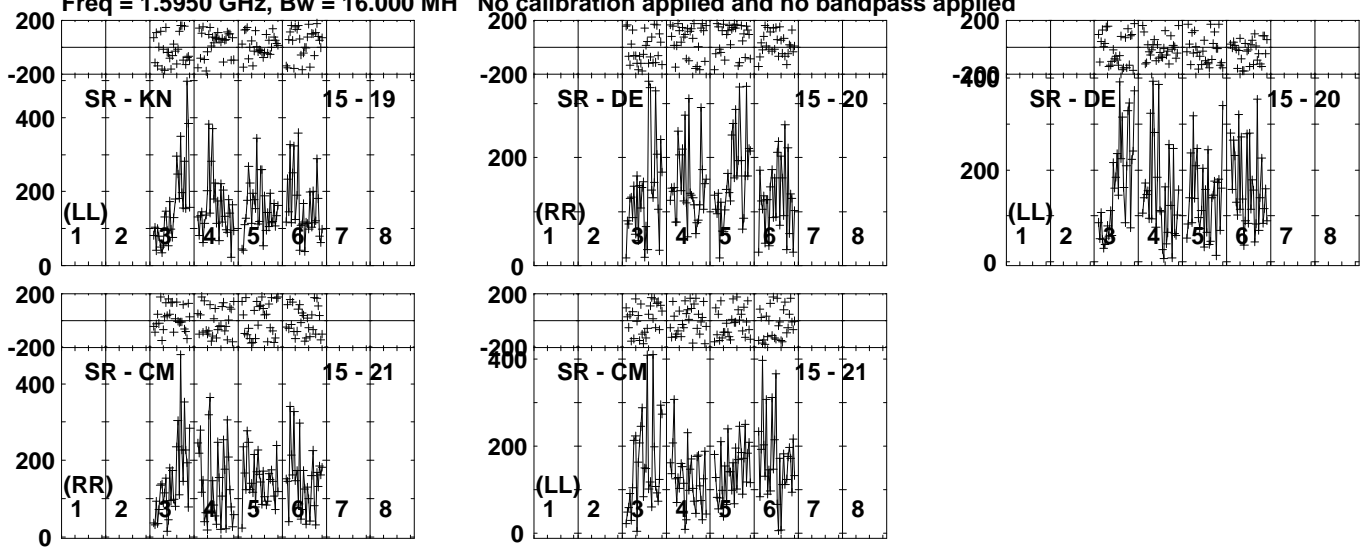 Freq = 1.5950 GHz, Bw = 16.000 MH No calibration applied and no bandpass applied
200
-200
SR - KN 15 - 19
400
200
(LL)
1 2 3 4 5 6 7 8
0
SR - DE 15 - 20
200
(RR)
1 2 3 4 5 6 7 8
0
-200
400
SR - DE 15 - 20
200
(LL)
1 2 3 4 5 6 7 8
0
200
-200
SR - CM 15 - 21
400
200
(RR)
1 2 3 4 5 6 7 8
0
200
-200
400
SR - CM 15 - 21
200
(LL)
1 2 3 4 5 6 7 8
0